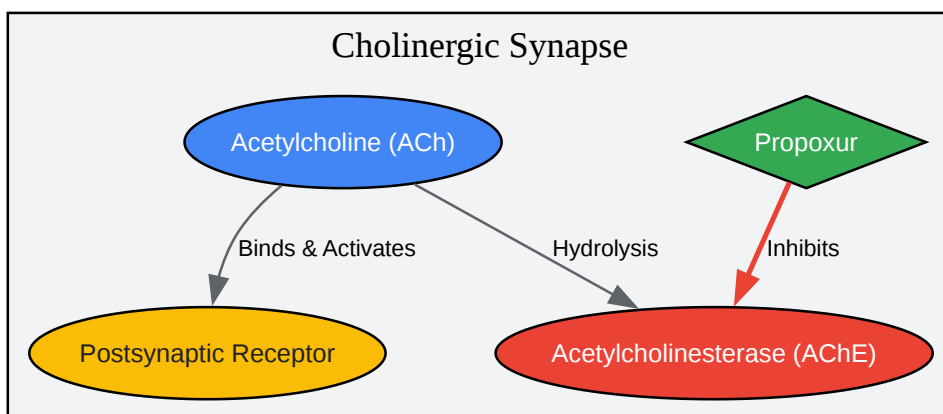 Cholinergic Synapse
Acetylcholine (ACh)
Propoxur
Binds & Activates
Hydrolysis
Inhibits
Postsynaptic Receptor
Acetylcholinesterase (AChE)